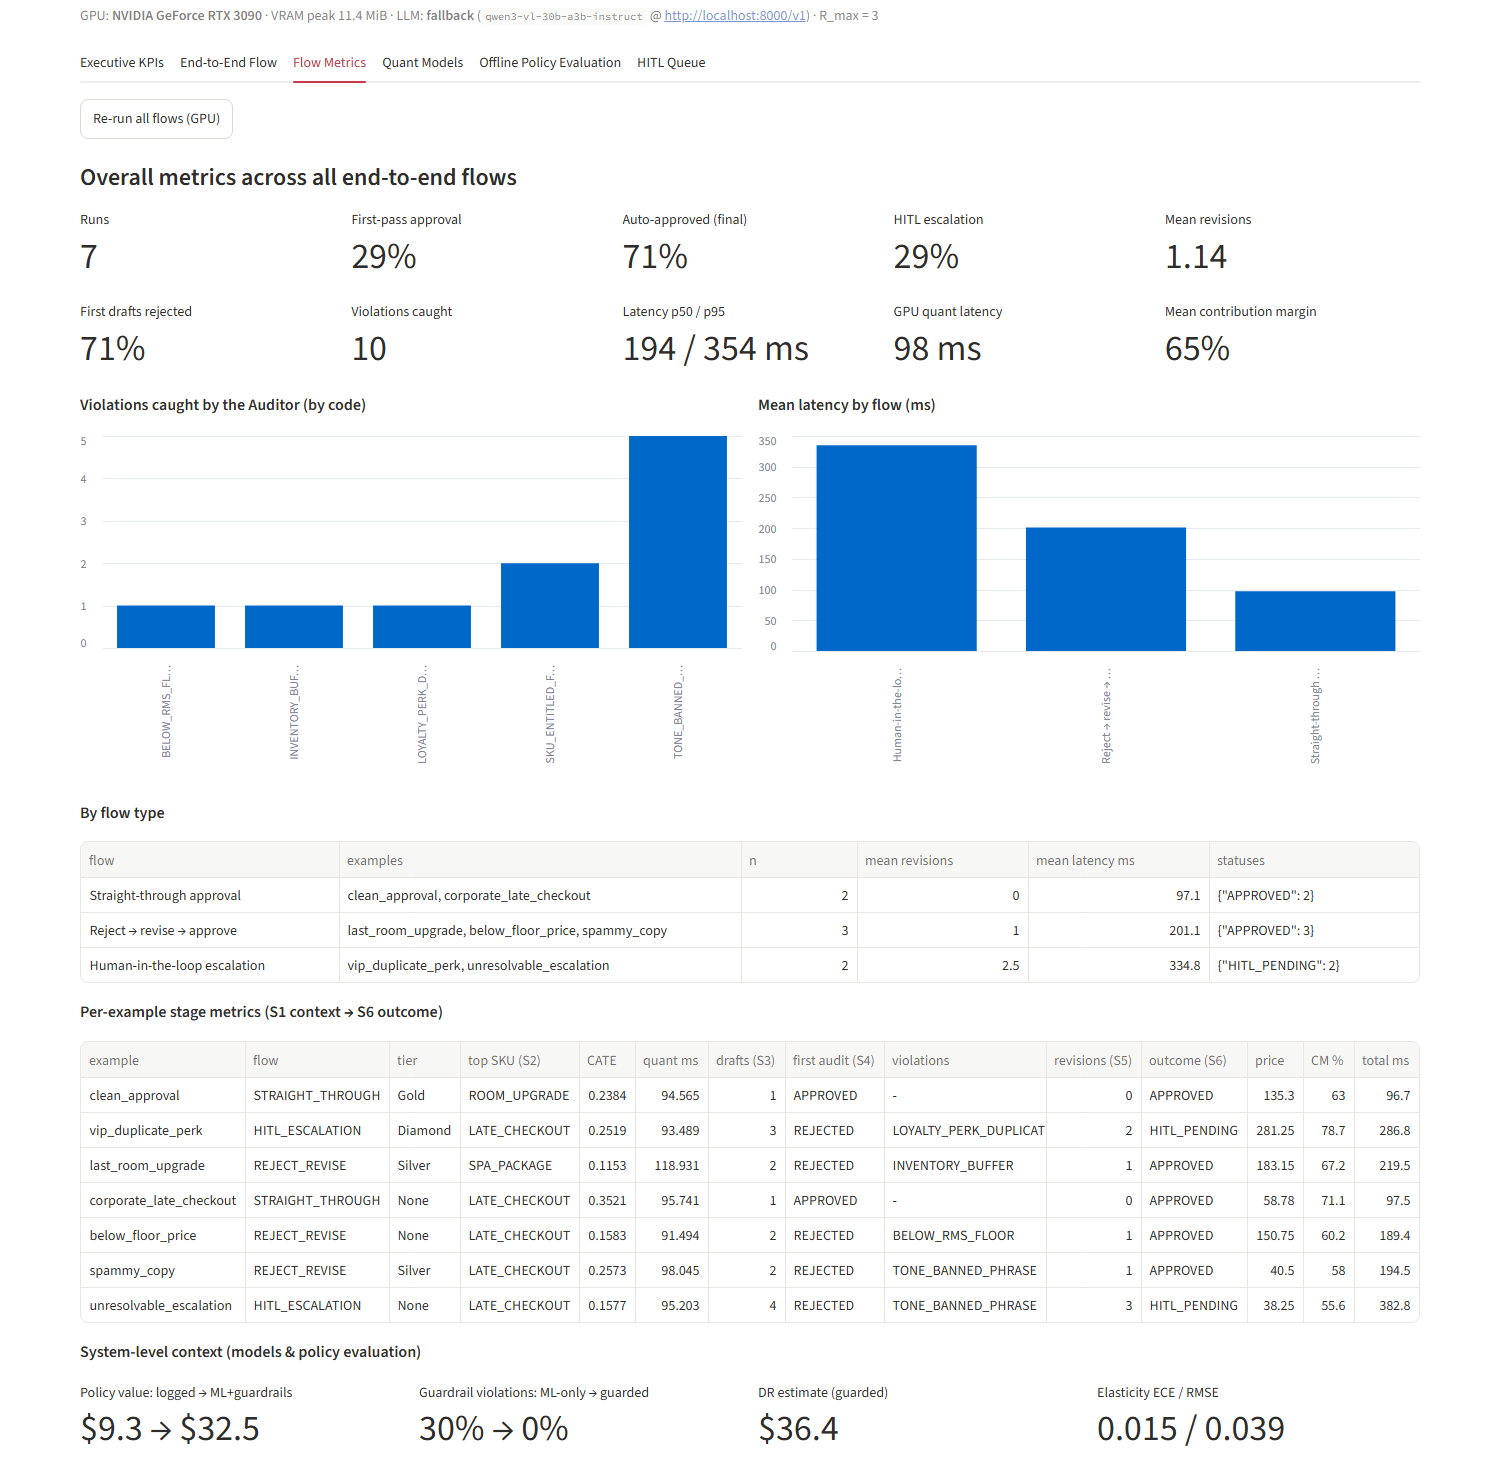 GPU: NVIDIA GeForce RTX 3090 · VRAM peak 11.4 MiB · LLM: fallback ( qwen3-vl-30b-a3b-instruct @ http://localhost:8000/v1) · R_max = 3
Executive KPIs End-to-End Flow Flow Metrics Quant Models Offline Policy Evaluation HITL Queue
Re-run all flows (GPU)
Overall metrics across all end-to-end flows
Runs First-pass approval Auto-approved (final) HITL escalation Mean revisions
7 29% 71% 29% 1.14
First drafts rejected Violations caught Latency p50 / p95 GPU quant latency Mean contribution margin
71% 10 194 / 354 ms 98 ms 65%
Violations caught by the Auditor (by code)
5
4
3
2
1
0
BELOW_RMS_FL...
INVENTORY_BUF...
LOYALTY_PERK_D...
SKU_ENTITLED_F...
TONE_BANNED_...
Mean latency by flow (ms)
350
300
250
200
150
100
50
0
Human-in-the-lo...
Reject → revise → ...
Straight-through ...
By flow type
flow examples n mean revisions mean latency ms statuses
Straight-through approval clean_approval, corporate_late_checkout 2 0 97.1 {"APPROVED": 2}
Reject → revise → approve last_room_upgrade, below_floor_price, spammy_copy 3 1 201.1 {"APPROVED": 3}
Human-in-the-loop escalation vip_duplicate_perk, unresolvable_escalation 2 2.5 334.8 {"HITL_PENDING": 2}
Per-example stage metrics (S1 context → S6 outcome)
example flow tier top SKU (S2) CATE quant ms drafts (S3) first audit (S4) violations revisions (S5) outcome (S6) price CM % total ms
clean_approval STRAIGHT_THROUGH Gold ROOM_UPGRADE 0.2384 94.565 1 APPROVED - 0 APPROVED 135.3 63 96.7
vip_duplicate_perk HITL_ESCALATION Diamond LATE_CHECKOUT 0.2519 93.489 3 REJECTED LOYALTY_PERK_DUPLICAT 2 HITL_PENDING 281.25 78.7 286.8
last_room_upgrade REJECT_REVISE Silver SPA_PACKAGE 0.1153 118.931 2 REJECTED INVENTORY_BUFFER 1 APPROVED 183.15 67.2 219.5
corporate_late_checkout STRAIGHT_THROUGH None LATE_CHECKOUT 0.3521 95.741 1 APPROVED - 0 APPROVED 58.78 71.1 97.5
below_floor_price REJECT_REVISE None LATE_CHECKOUT 0.1583 91.494 2 REJECTED BELOW_RMS_FLOOR 1 APPROVED 150.75 60.2 189.4
spammy_copy REJECT_REVISE Silver LATE_CHECKOUT 0.2573 98.045 2 REJECTED TONE_BANNED_PHRASE 1 APPROVED 40.5 58 194.5
unresolvable_escalation HITL_ESCALATION None LATE_CHECKOUT 0.1577 95.203 4 REJECTED TONE_BANNED_PHRASE 3 HITL_PENDING 38.25 55.6 382.8
System-level context (models & policy evaluation)
Policy value: logged → ML+guardrails Guardrail violations: ML-only → guarded DR estimate (guarded) Elasticity ECE / RMSE
$9.3 → $32.5 30% → 0% $36.4 0.015 / 0.039